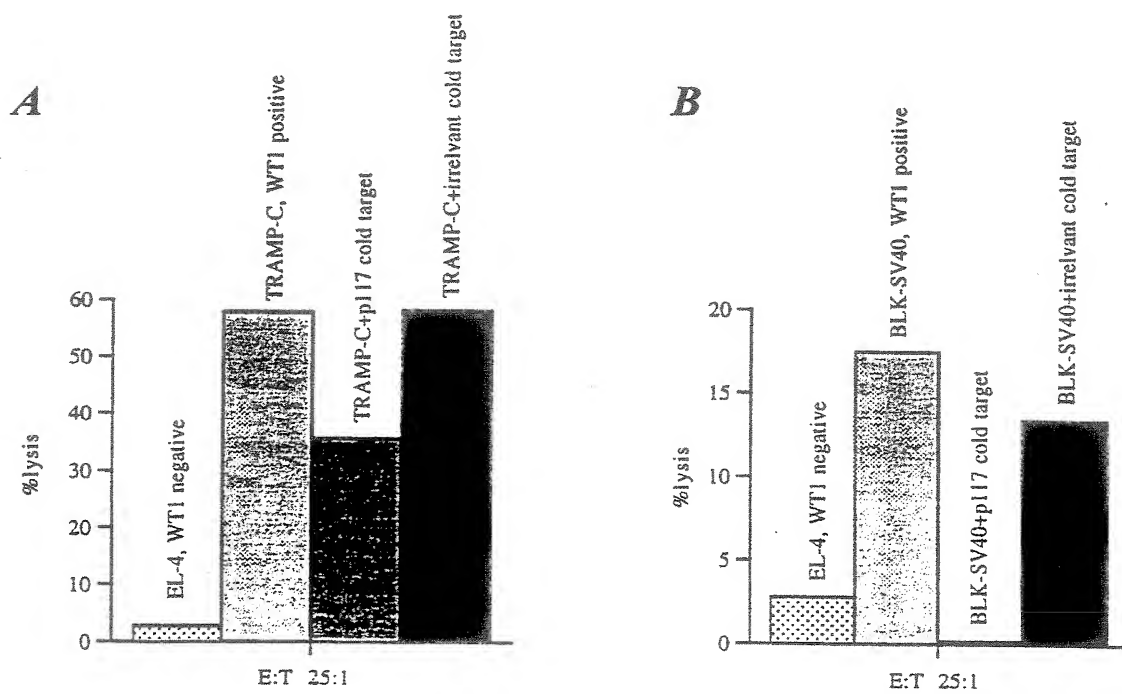 A
%lysis
60
50
40
30
20
10
0
EL-4, WT1 negative
TRAMP-C, WT1 positive
TRAMP-C+p117 cold target
TRAMP-C+irrelvant cold target
E:T 25:1
B
%lysis
20
15
10
5
0
EL-4, WT1 negative
BLK-SV40, WT1 positive
BLK-SV40+p117 cold target
BLK-SV40+irrelvant cold target
E:T 25:1